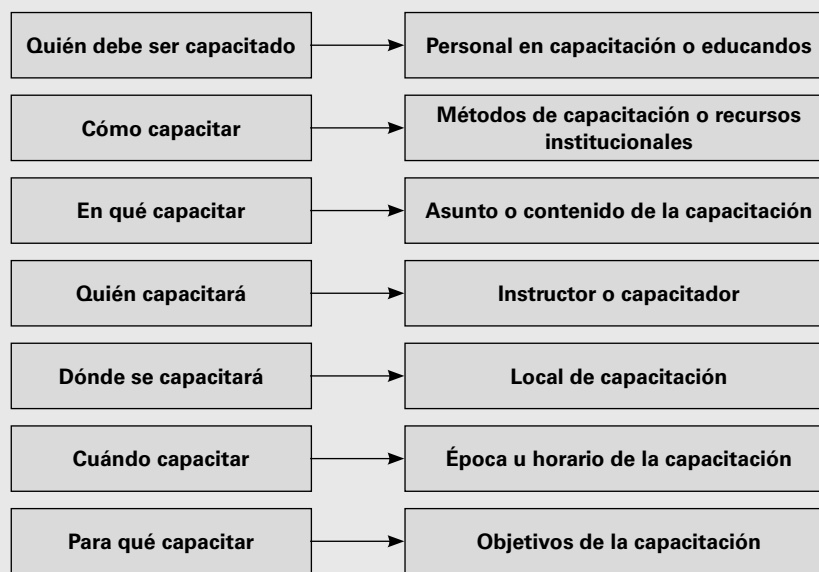 Quién debe ser capacitado
Personal en capacitación o educandos
Cómo capacitar
Métodos de capacitación o recursos
institucionales
En qué capacitar
Asunto o contenido de la capacitación
Quién capacitará
Instructor o capacitador
Dónde se capacitará
Local de capacitación
Cuándo capacitar
Época u horario de la capacitación
Para qué capacitar
Objetivos de la capacitación